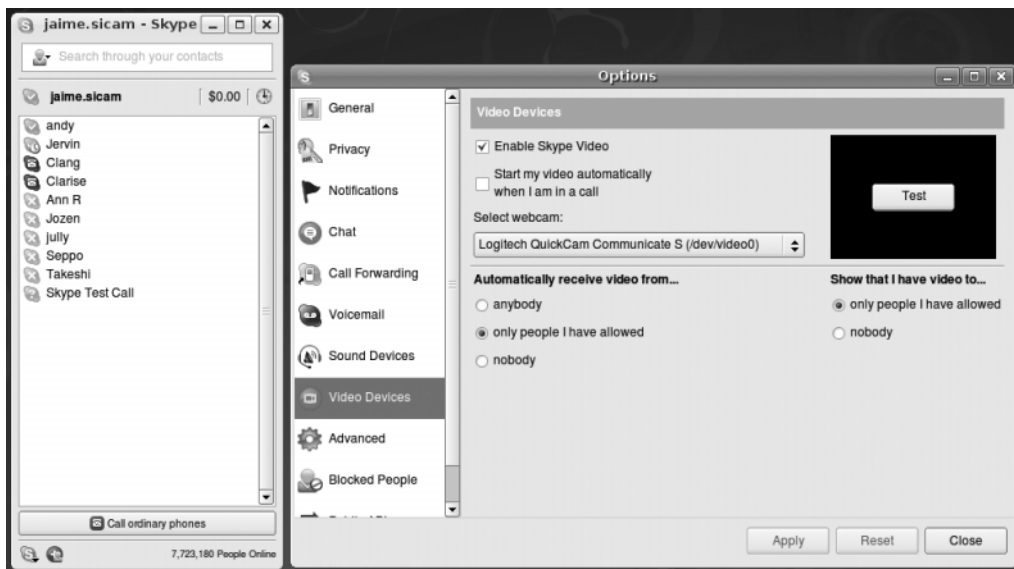 jaime.sicam - Skype
Search through your contacts
jaime.sicam $0.00
andy
Jervin
Clang
Clarise
Ann R
Jozen
jully
Seppo
Takeshi
Skype Test Call
Call ordinary phones
7,723,180 People Online
Options
General
Privacy
Notifications
Chat
Call Forwarding
Voicemail
Sound Devices
Video Devices
Advanced
Blocked People
Video Devices
Enable Skype Video
Start my video automatically
when I am in a call
Select webcam:
Logitech QuickCam Communicate S (/dev/video0)
Test
Automatically receive video from...
anybody
only people I have allowed
nobody
Show that I have video to...
only people I have allowed
nobody
Apply
Reset
Close